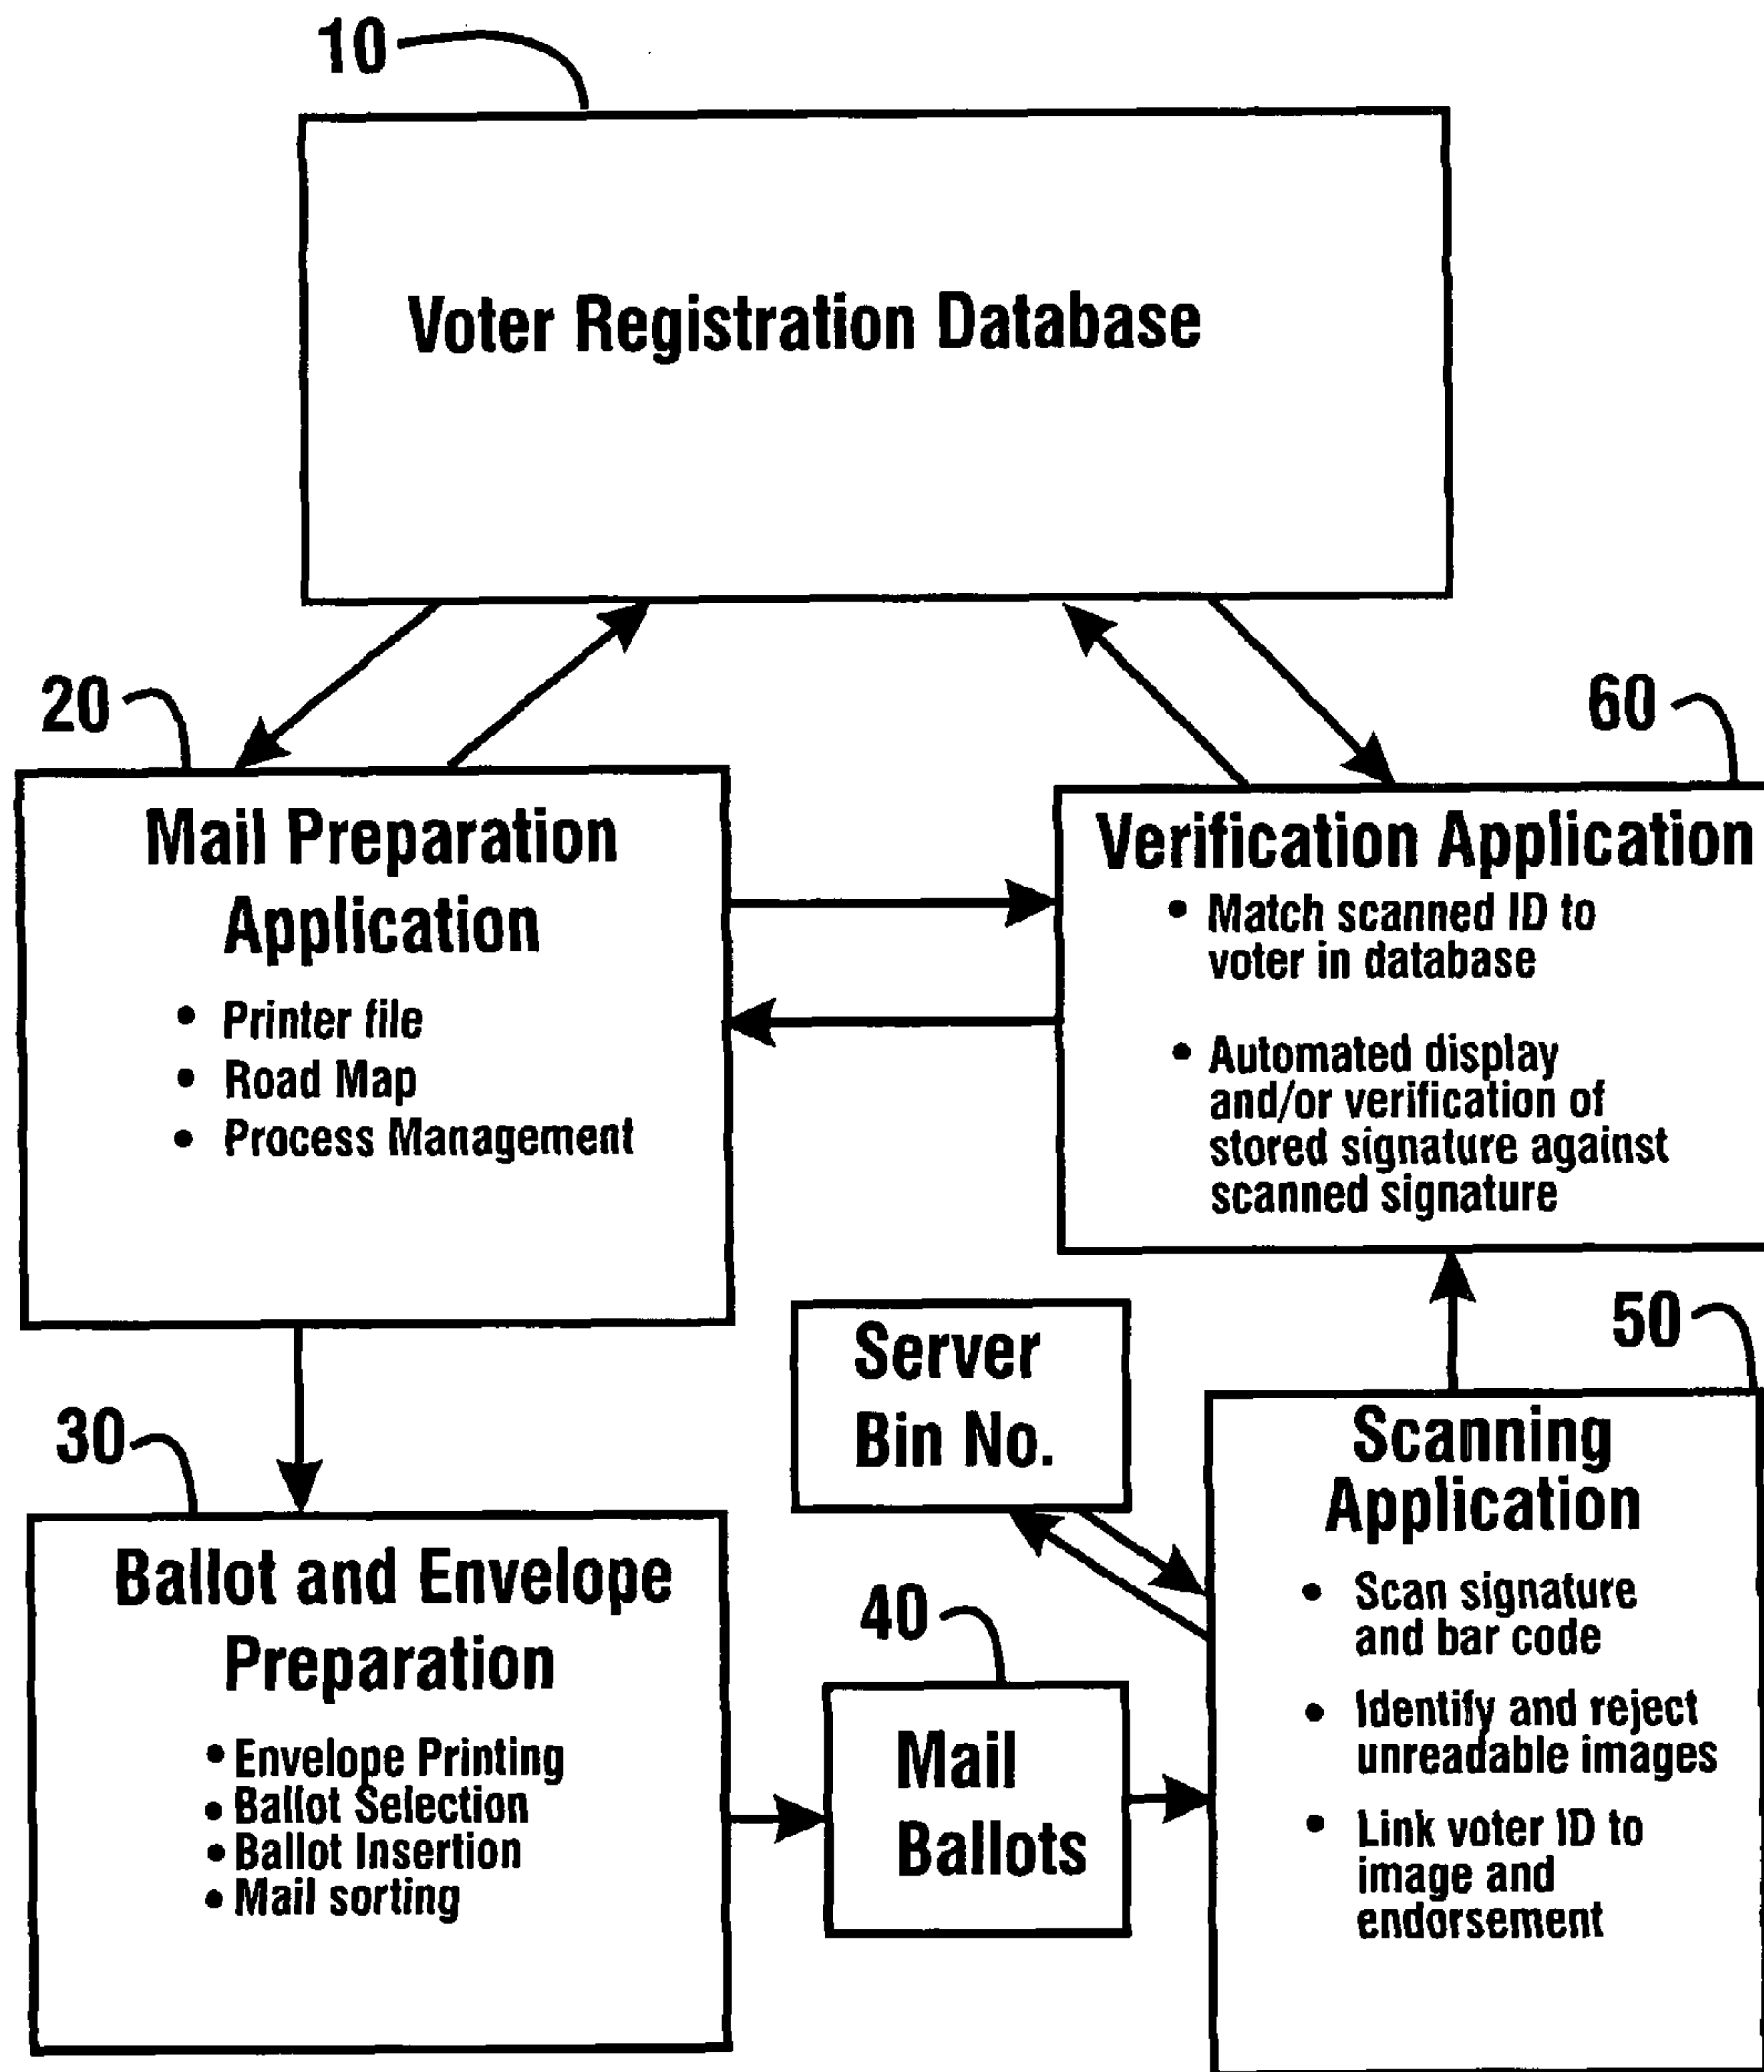 10
Voter Registration Database
20
60
Mail Preparation
Application
• Printer file
• Road Map
• Process Management
Verification Application
• Match scanned ID to
voter in database
• Automated display
and/or verification of
stored signature against
scanned signature
Server
Bin No.
50
Scanning
Application
• Scan signature
and bar code
• Identify and reject
unreadable images
• Link voter ID to
image and
endorsement
30
Ballot and Envelope
Preparation
• Envelope Printing
• Ballot Selection
• Ballot Insertion
• Mail sorting
40
Mail
Ballots